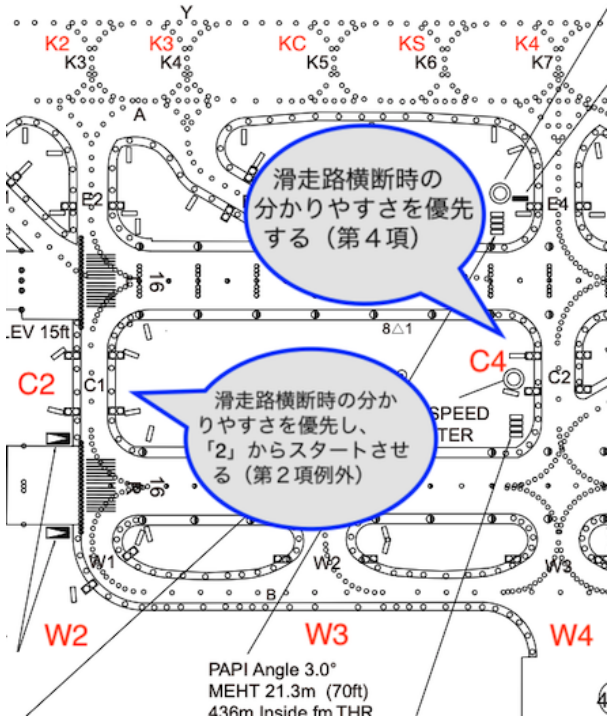 Y
K2 K3 KC KS K4
K3 K4 K5 K6 K7
A
滑走路横断時の
分かりやすさを優先
する（第４項）
E2 E4
16
EV 15ft
8△1
C2 C1 C4 C2
滑走路横断時の分か
りやすさを優先し、
「2」からスタートさせ
る（第２項例外）
SPEED
TER
16
W1 W2 W3
B
W2 W3 W4
PAPI Angle 3.0°
MEHT 21.3m (70ft)
436m Inside fm THR
4